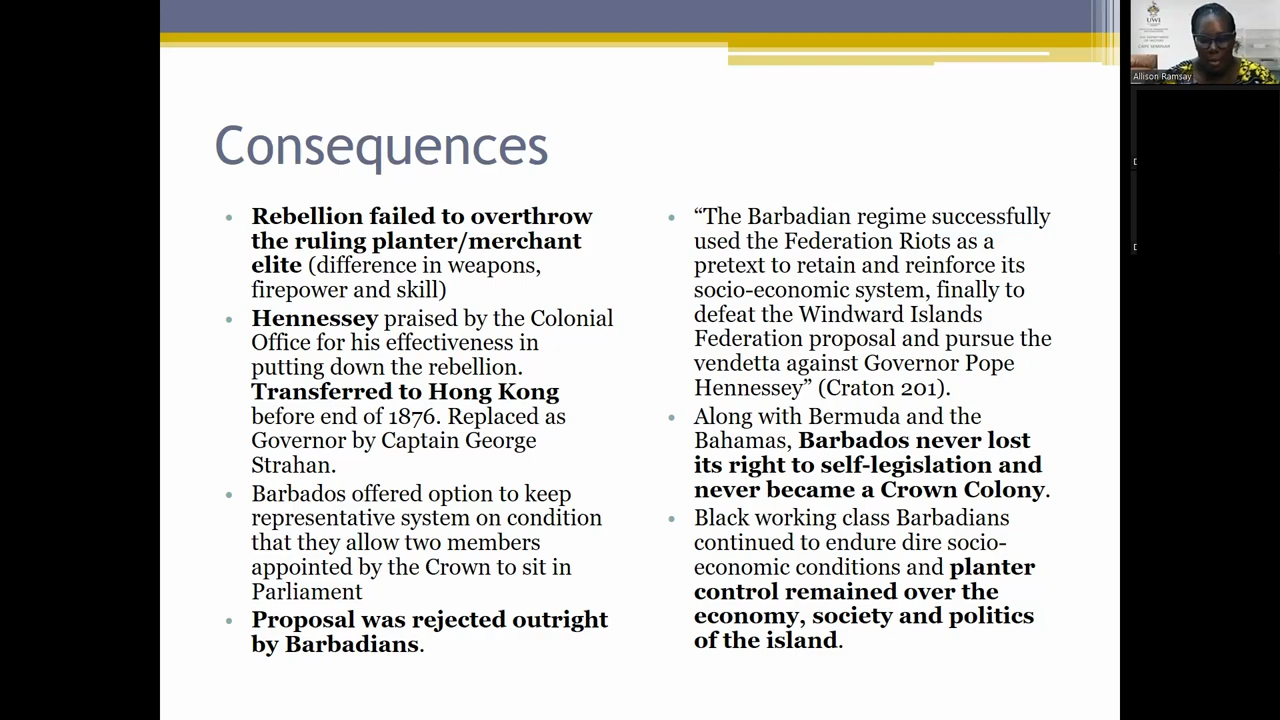 Consequences
• Rebellion failed to overthrow
the ruling planter/merchant
elite (difference in weapons,
firepower and skill)
• Hennessey praised by the Colonial
Office for his effectiveness in
putting down the rebellion.
Transferred to Hong Kong
before end of 1876. Replaced as
Governor by Captain George
Strahan.
• Barbados offered option to keep
representative system on condition
that they allow two members
appointed by the Crown to sit in
Parliament
• Proposal was rejected outright
by Barbadians.
• “The Barbadian regime successfully
used the Federation Riots as a
pretext to retain and reinforce its
socio-economic system, finally to
defeat the Windward Islands
Federation proposal and pursue the
vendetta against Governor Pope
Hennessey” (Craton 201).
• Along with Bermuda and the
Bahamas, Barbados never lost
its right to self-legislation and
never became a Crown Colony.
• Black working class Barbadians
continued to endure dire socio-
economic conditions and planter
control remained over the
economy, society and politics
of the island.
UWI
Allison Ramsay
D
D